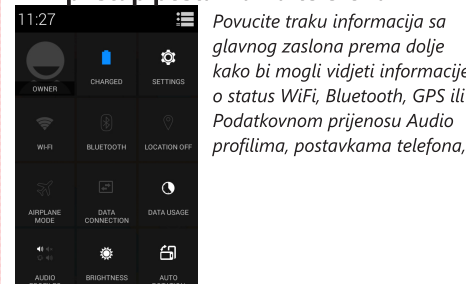 11:27
OWNER
CHARGED
SETTINGS
WI-FI
BLUETOOTH
LOCATION OFF
AIRPLANE
MODE
DATA
CONNECTION
DATA USAGE
AUDIO
BRIGHTNESS
AUTO
Povucite traku informacija sa
glavnog zaslona prema dolje
kako bi mogli vidjeti informacije
o status WiFi, Bluetooth, GPS ili
Podatkovnom prijenosu Audio
profilima, postavkama telefona,